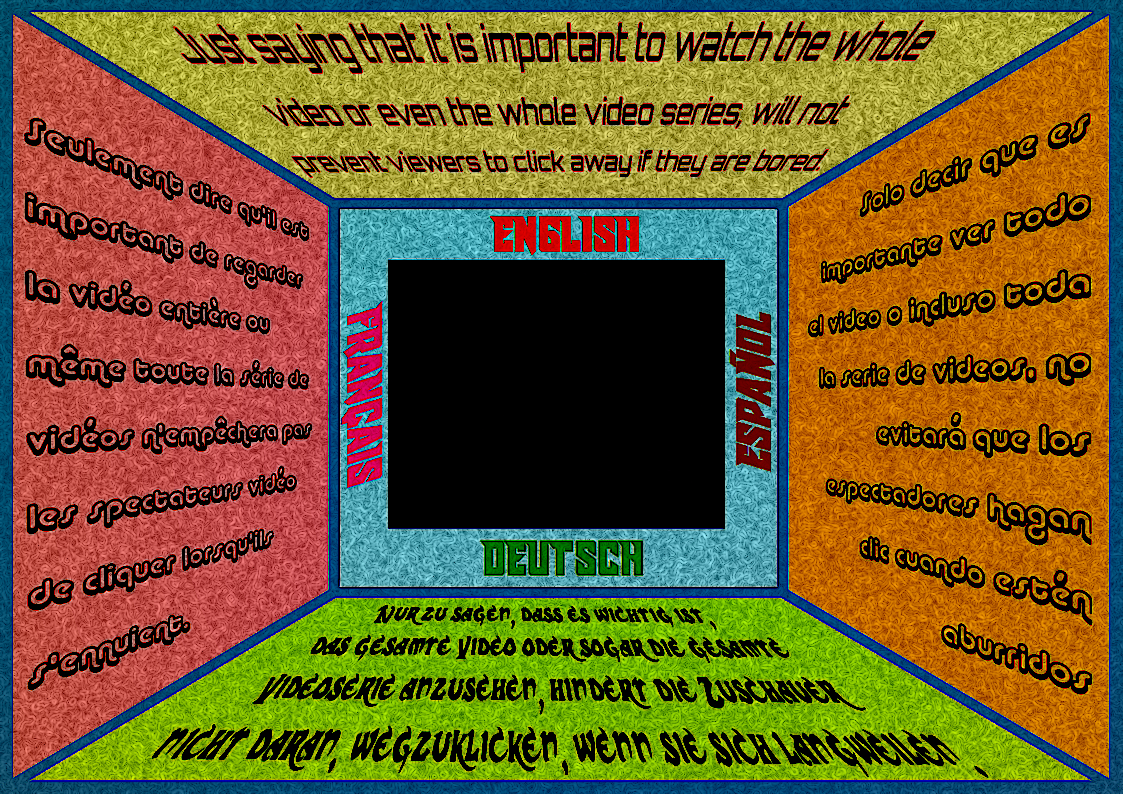 Just saying that it is important to watch the whole
video or even the whole video series, will not
prevent viewers to click away if they are bored.
Seulement dire qu'il est
important de regarder
la vidéo entière ou
même toute la série de
vidéos n'empêchera pas
les spectateurs vidéo
de cliquer lorsqu'ils
s'ennuient.
ENGLISH
FRANÇAIS
ESPAÑOL
DEUTSCH
Solo decir que es
importante ver todo
el video o incluso toda
la serie de videos, no
evitará que los
espectadores hagan
clic cuando estén
aburridos
Nur zu sagen, dass es wichtig ist ,
das gesamte Video oder sogar die gesamte
Videoserie anzusehen, hindert die Zuschauer
nicht daran, wegzuklicken, wenn sie sich langweilen .